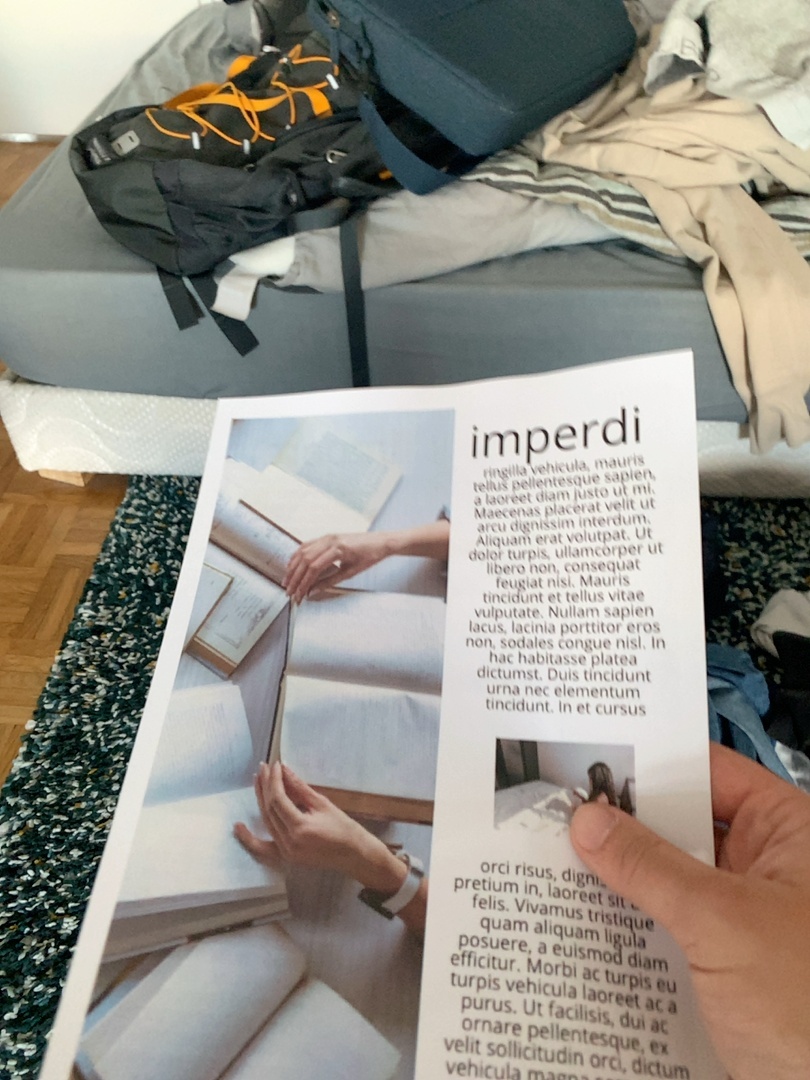 imperdi
ringilla vehicula, mauris
tellus pellentesque sapien,
a laoreet diam justo ut mi.
Maecenas placerat velit ut
arcu dignissim interdum.
Aliquam erat volutpat. Ut
dolor turpis, ullamcorper ut
libero non, consequat
feugiat nisi. Mauris
tincidunt et tellus vitae
vulputate. Nullam sapien
lacus, lacinia porttitor eros
non, sodales congue nisl. In
hac habitasse platea
dictumst. Duis tincidunt
urna nec elementum
tincidunt. In et cursus
orci risus,
pretium in, laoreet sit
felis. Vivamus tristique
quam aliquam ligula
posuere, a euismod diam
efficitur. Morbi ac turpis eu
turpis vehicula laoreet ac a
purus. Ut facilisis, dui ac
ornare pellentesque, ex
velit sollicitudin orci, dictum
vehicula magna